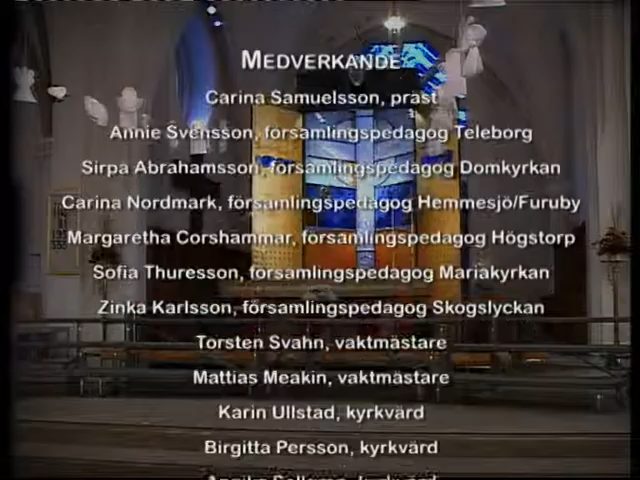 MEDVERKANDE
Carina Samuelsson, präst
Annie Svensson, församlingspedagog Teleborg
Sirpa Abrahamsson, församlingspedagog Domkyrkan
Carina Nordmark, församlingspedagog Hemmesjö/Furuby
Margaretha Corshammar, församlingspedagog Högstorp
Sofia Thuresson, församlingspedagog Mariakyrkan
Zinka Karlsson, församlingspedagog Skogslyckan
Torsten Svahn, vaktmästare
Mattias Meakin, vaktmästare
Karin Ullstad, kyrkvärd
Birgitta Persson, kyrkvärd